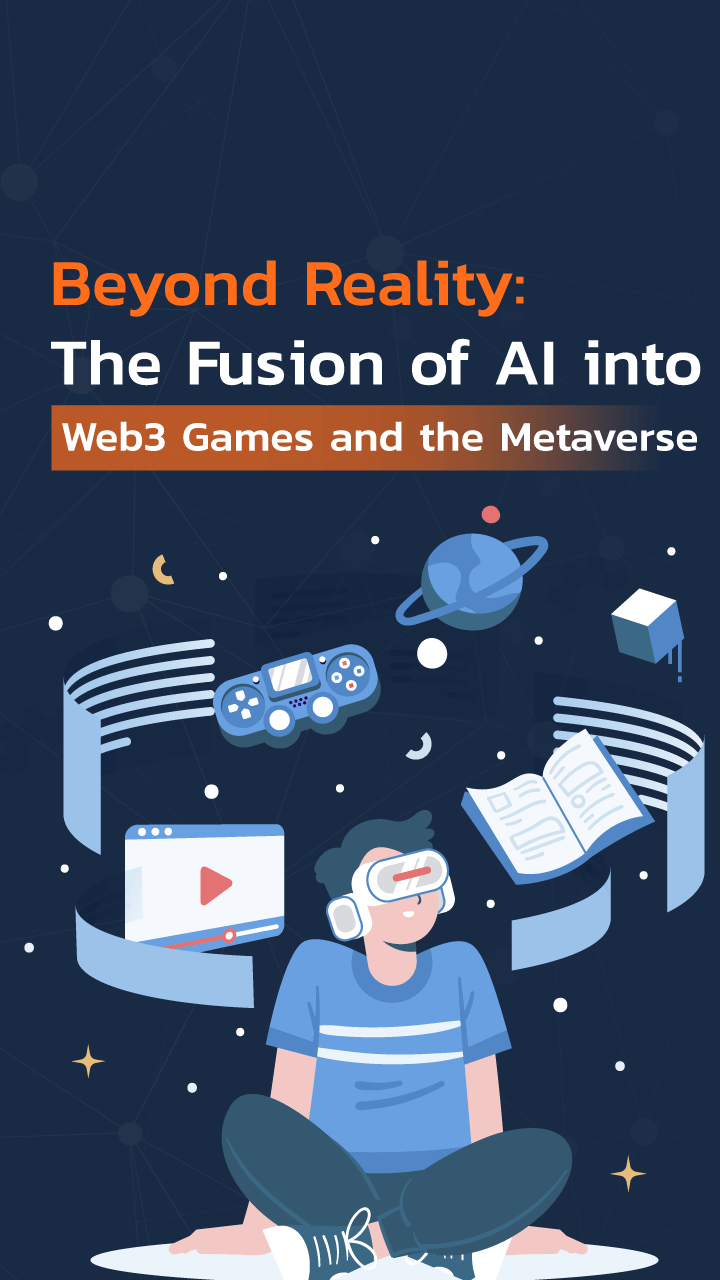 Beyond Reality:
The Fusion of AI into
Web3 Games and the Metaverse